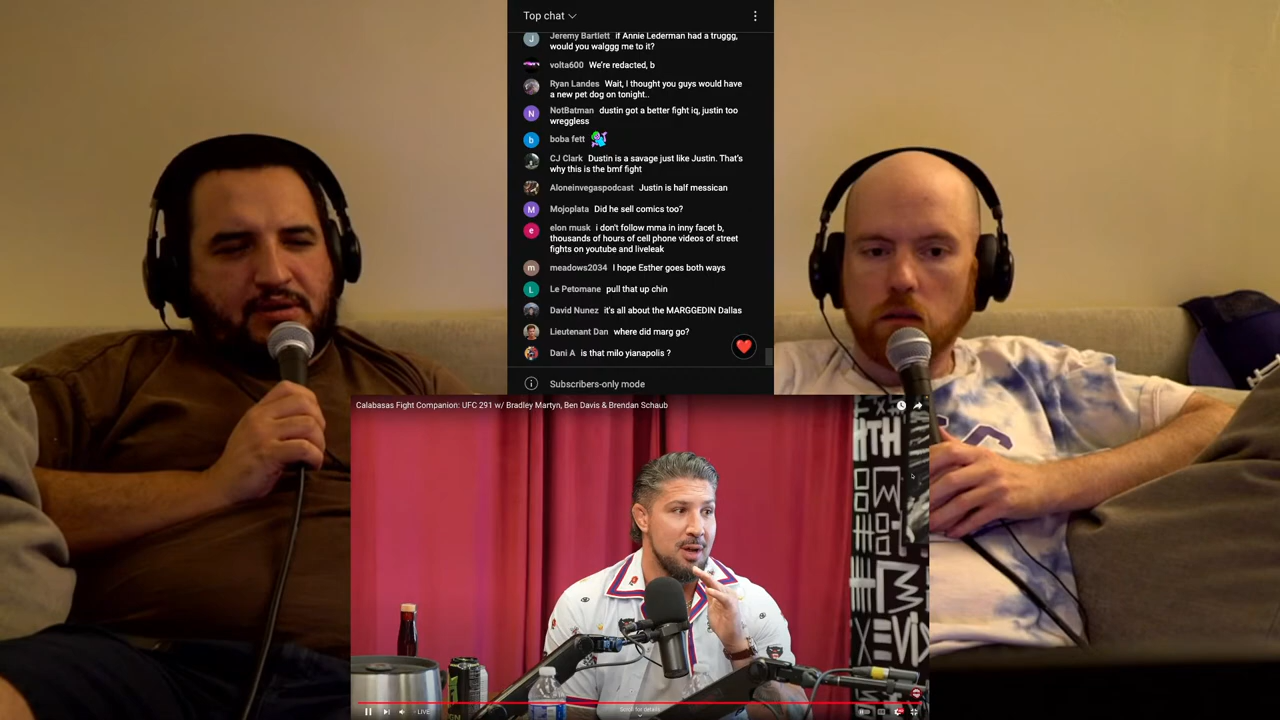 Top chat
Jeremy Bartlett if Annie Lederman had a truggg,
would you walggg me to it?
volta600 We're redacted, b
Ryan Landes Wait, I thought you guys would have
a new pet dog on tonight..
N NotBatman dustin got a better fight iq, justin too
wreggless
b boba fett
CJ Clark Dustin is a savage just like Justin. That's
why this is the bmf fight
Aloneinvegaspodcast Justin is half messican
M Mojoplata Did he sell comics too?
e elon musk i don't follow mma in inny facet b,
thousands of hours of cell phone videos of street
fights on youtube and liveleak
m meadows2034 I hope Esther goes both ways
L Le Petomane pull that up chin
David Nunez it's all about the MARGGEDIN Dallas
Lieutenant Dan where did marg go?
Dani A is that milo yianapolis ?
Subscribers-only mode
Calabasas Fight Companion: UFC 291 w/ Bradley Martyn, Ben Davis & Brendan Schaub
LIVE
Scroll for details